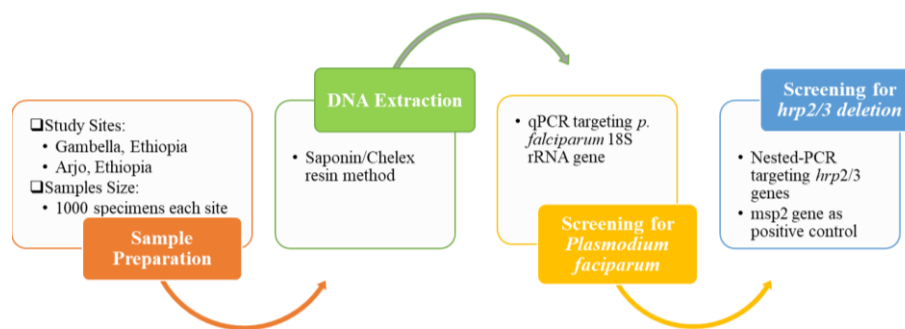 ❑Study Sites:
• Gambella, Ethiopia
• Arjo, Ethiopia
❑Samples Size:
• 1000 specimens each site
Sample
Preparation
DNA Extraction
• Saponin/Chelex
resin method
• qPCR targeting p.
falciparum 18S
rRNA gene
Screening for
Plasmodium
faciparum
Screening for
hrp2/3 deletion
• Nested-PCR
targeting hrp2/3
genes
• msp2 gene as
positive control